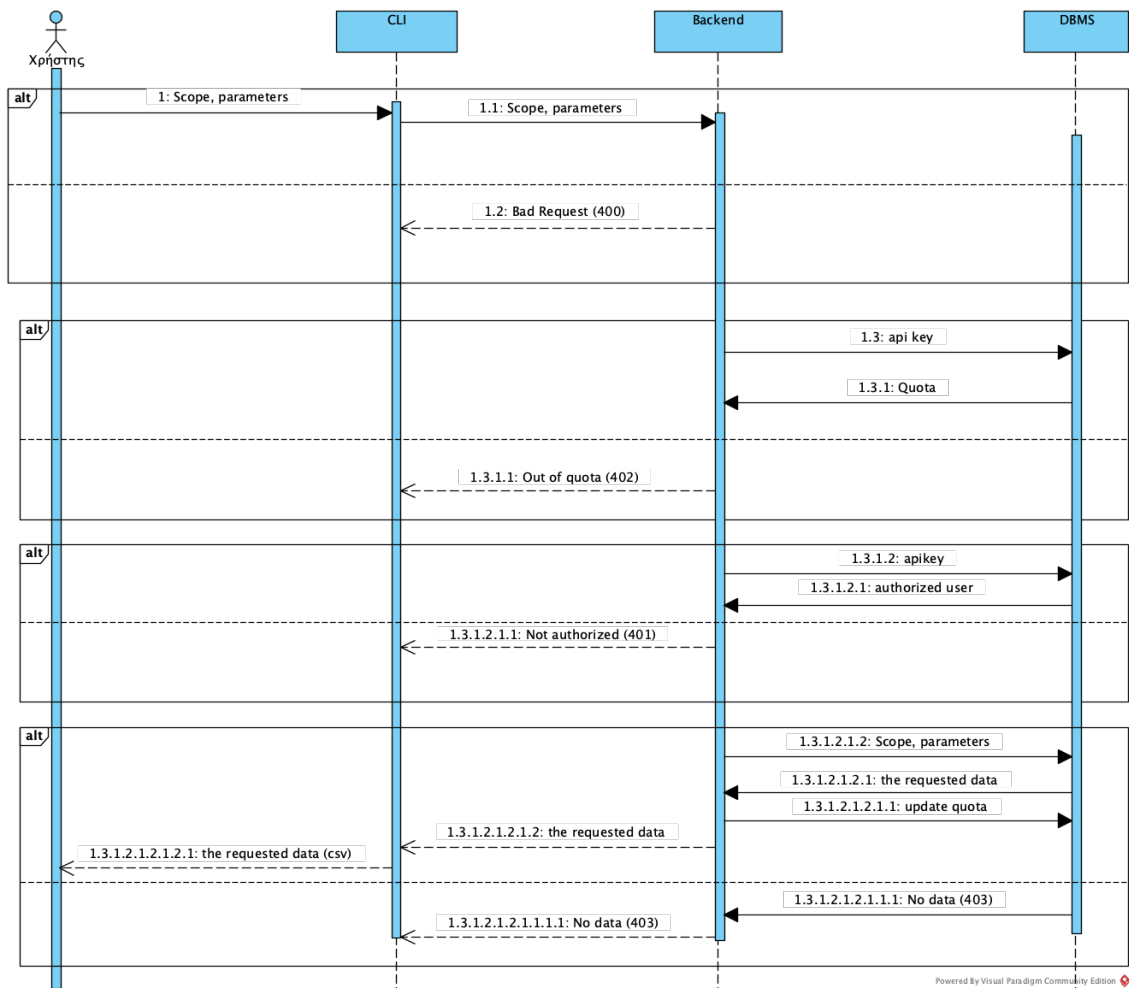 CLI
Backend
DBMS
Χρήστης
alt
1: Scope, parameters
1.1: Scope, parameters
1.2: Bad Request (400)
alt
1.3: api key
1.3.1: Quota
1.3.1.1: Out of quota (402)
alt
1.3.1.2: apikey
1.3.1.2.1: authorized user
1.3.1.2.1.1: Not authorized (401)
alt
1.3.1.2.1.2: Scope, parameters
1.3.1.2.1.2.1: the requested data
1.3.1.2.1.2.1.1: update quota
1.3.1.2.1.2.1.2: the requested data
1.3.1.2.1.2.1.2.1: the requested data (csv)
1.3.1.2.1.2.1.1.1: No data (403)
1.3.1.2.1.2.1.1.1.1: No data (403)
Powered By Visual Paradigm Community Edition